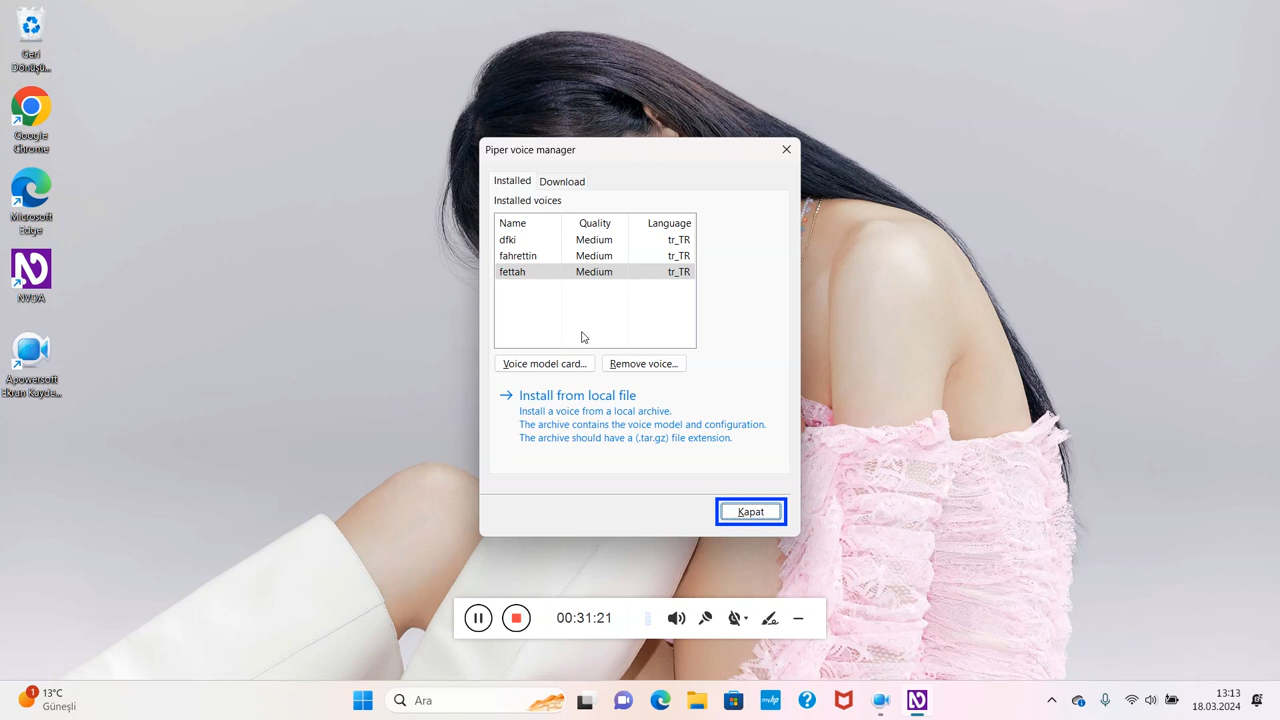 Geri
Dönüşü...
Google
Chrome
Microsoft
Edge
NVDA
Apowersoft
Ekran Kayde...
Piper voice manager
Installed
Download
Installed voices
Name Quality Language
dfki Medium tr_TR
fahrettin Medium tr_TR
fettah Medium tr_TR
Voice model card...
Remove voice...
Install from local file
Install a voice from a local archive.
The archive contains the voice model and configuration.
The archive should have a (.tar.gz) file extension.
Kapat
00:31:21
1
13°C
Güneşli
Ara
myhp
13:13
18.03.2024